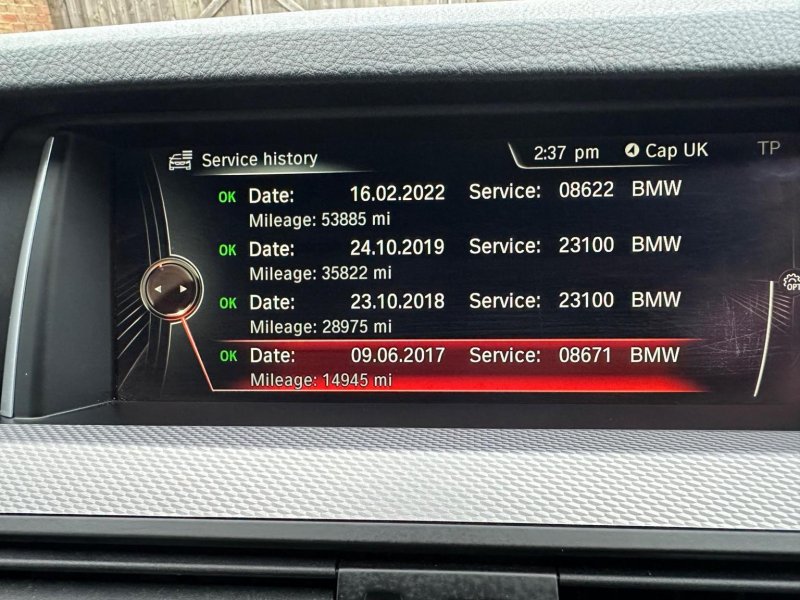 Service history
2:37 pm Cap UK TP
OK Date: 16.02.2022 Service: 08622 BMW
Mileage: 53885 mi
OK Date: 24.10.2019 Service: 23100 BMW
Mileage: 35822 mi
OPT
OK Date: 23.10.2018 Service: 23100 BMW
Mileage: 28975 mi
OK Date: 09.06.2017 Service: 08671 BMW
Mileage: 14945 mi